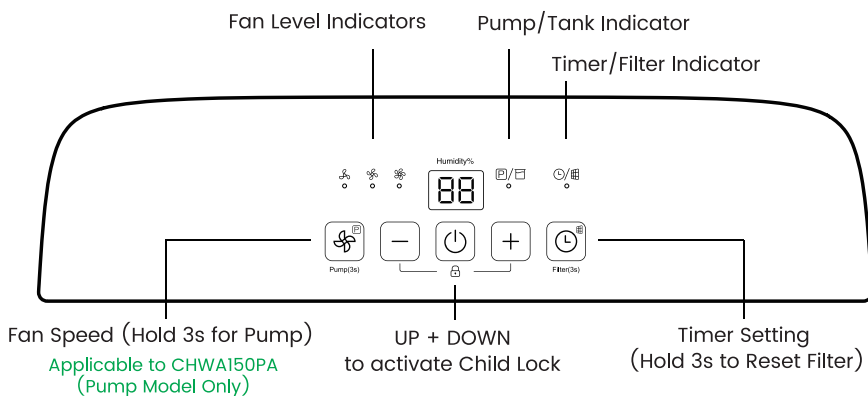 Fan Level Indicators
Pump/Tank Indicator
Timer/Filter Indicator
Humidity%
P/
/
88
P
Pump(3s)
Filter(3s)
Fan Speed (Hold 3s for Pump)
Applicable to CHWA150PA
(Pump Model Only)
UP + DOWN
to activate Child Lock
Timer Setting
(Hold 3s to Reset Filter)